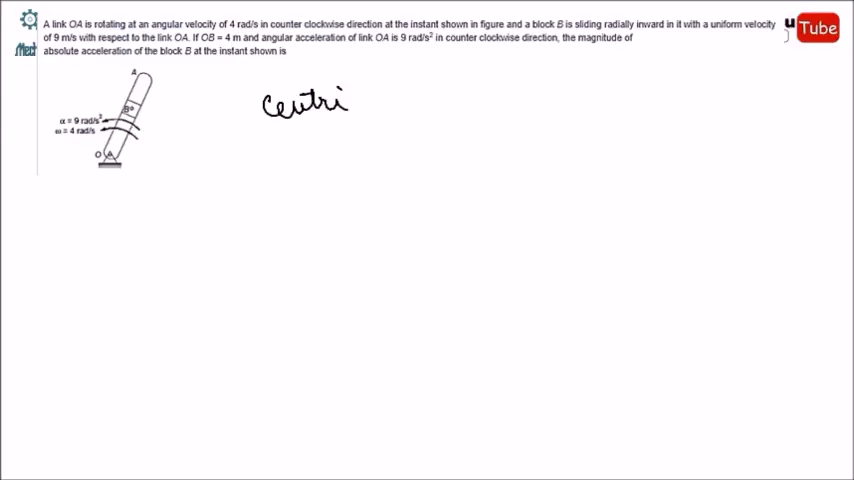 A link OA is rotating at an angular velocity of 4 rad/s in counter clockwise direction at the instant shown in figure and a block B is sliding radially inward in it with a uniform velocity
of 9 m/s with respect to the link OA. If OB = 4 m and angular acceleration of link OA is 9 rad/s² in counter clockwise direction, the magnitude of
absolute acceleration of the block B at the instant shown is
Mech
u
Tube
A
B
α = 9 rad/s²
ω = 4 rad/s
O
Centri